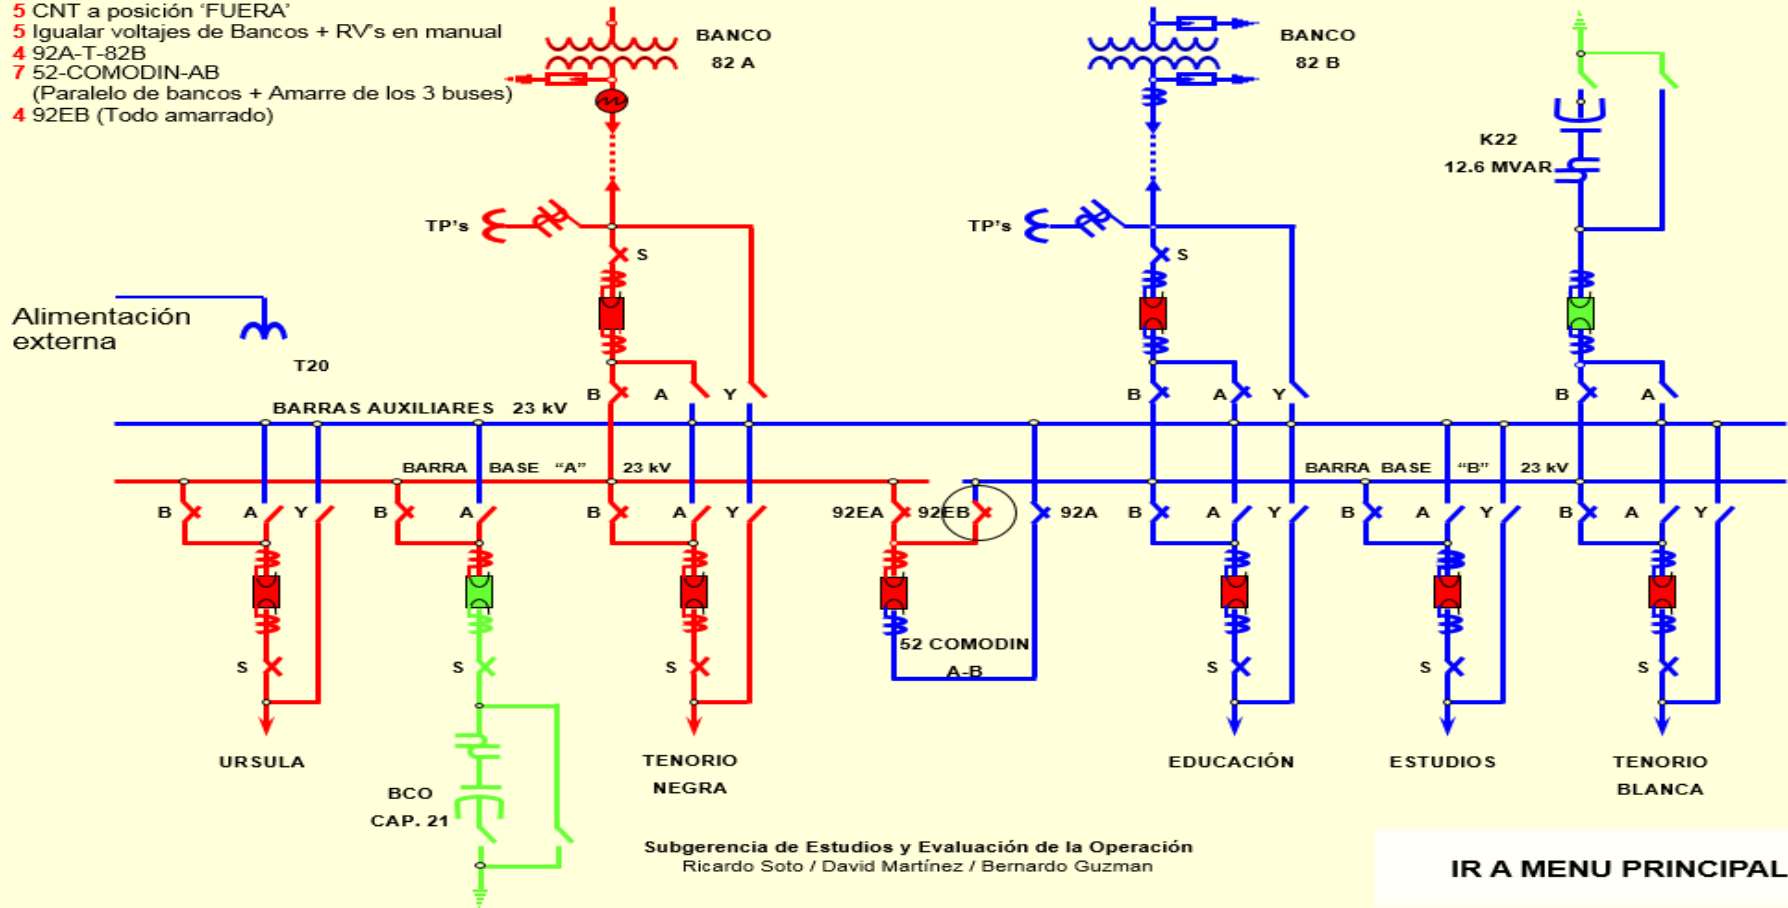 5 CNT a posición ‘FUERA’
5 Igualar voltajes de Bancos + RV's en manual
4 92A-T-82B
7 52-COMODIN-AB
(Paralelo de bancos + Amarre de los 3 buses)
4 92EB (Todo amarrado)
BANCO
82 A
BANCO
82 B
K22
12.6 MVAR
TP's
TP's
S
S
Alimentación
externa
T20
B A Y
B A Y
B A
BARRAS AUXILIARES 23 kV
BARRA BASE “A” 23 kV
BARRA BASE “B” 23 kV
B A Y
B A
B A Y
92EA
92EB
92A
B A Y
B A Y
B A Y
52 COMODIN
A-B
S
S
S
S
S
S
URSULA
TENORIO
NEGRA
EDUCACIÓN
ESTUDIOS
TENORIO
BLANCA
BCO
CAP. 21
Subgerencia de Estudios y Evaluación de la Operación
Ricardo Soto / David Martínez / Bernardo Guzman
IR A MENU PRINCIPAL